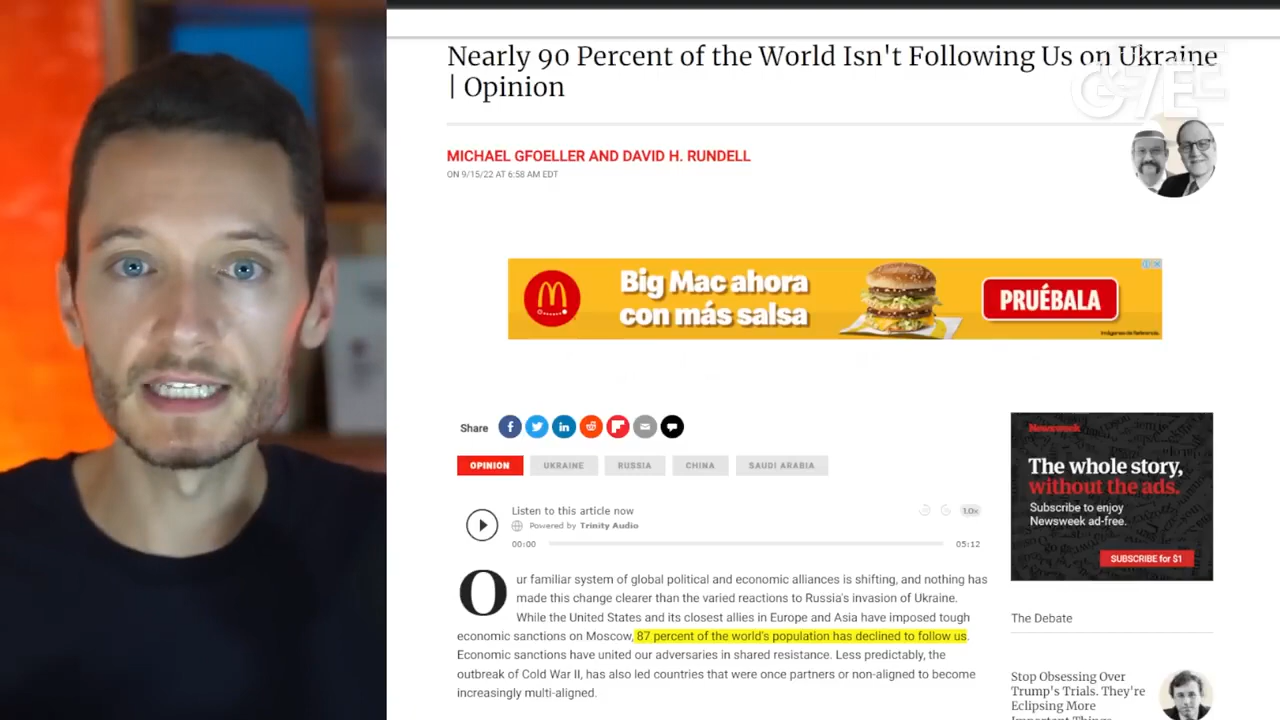 Nearly 90 Percent of the World Isn't Following Us on Ukraine
| Opinion
MICHAEL GFOELLER AND DAVID H. RUNDELL
ON 9/15/22 AT 6:58 AM EDT
Big Mac ahora
con más salsa
PRUÉBALA
Imágenes de Referencia.
Share
OPINION
UKRAINE
RUSSIA
CHINA
SAUDI ARABIA
Listen to this article now
Powered by Trinity Audio
1.0x
00:00
05:12
Our familiar system of global political and economic alliances is shifting, and nothing has
made this change clearer than the varied reactions to Russia's invasion of Ukraine.
While the United States and its closest allies in Europe and Asia have imposed tough
economic sanctions on Moscow, 87 percent of the world's population has declined to follow us.
Economic sanctions have united our adversaries in shared resistance. Less predictably, the
outbreak of Cold War II, has also led countries that were once partners or non-aligned to become
increasingly multi-aligned.
Newsweek
The whole story,
without the ads.
Subscribe to enjoy
Newsweek ad-free.
SUBSCRIBE for $1
The Debate
Stop Obsessing Over
Trump's Trials. They're
Eclipsing More
Important Things